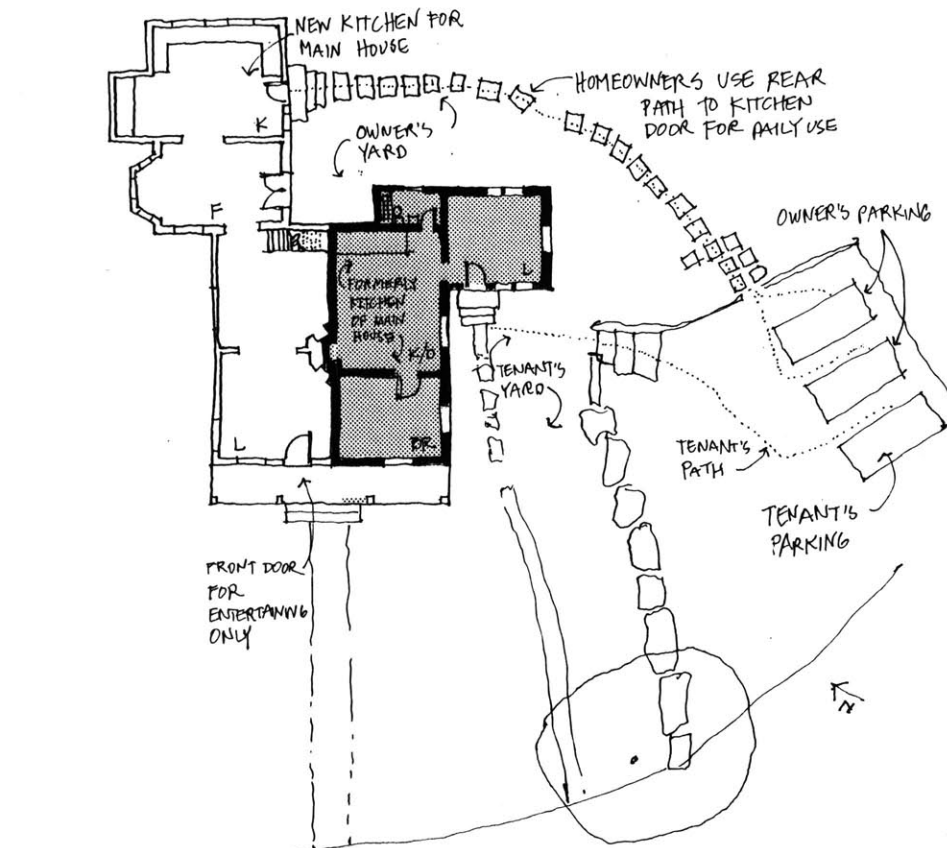 NEW KITCHEN FOR
MAIN HOUSE
HOMEOWNERS USE REAR
PATH TO KITCHEN
DOOR FOR DAILY USE
K
OWNER'S
YARD
F
B
B
OWNER'S PARKING
L
FORMERLY
KITCHEN
OF MAIN
HOUSE
K/D
TENANT'S
YARD
L
BR
TENANT'S
PATH
TENANT'S
PARKING
FRONT DOOR
FOR
ENTERTAINING
ONLY
N